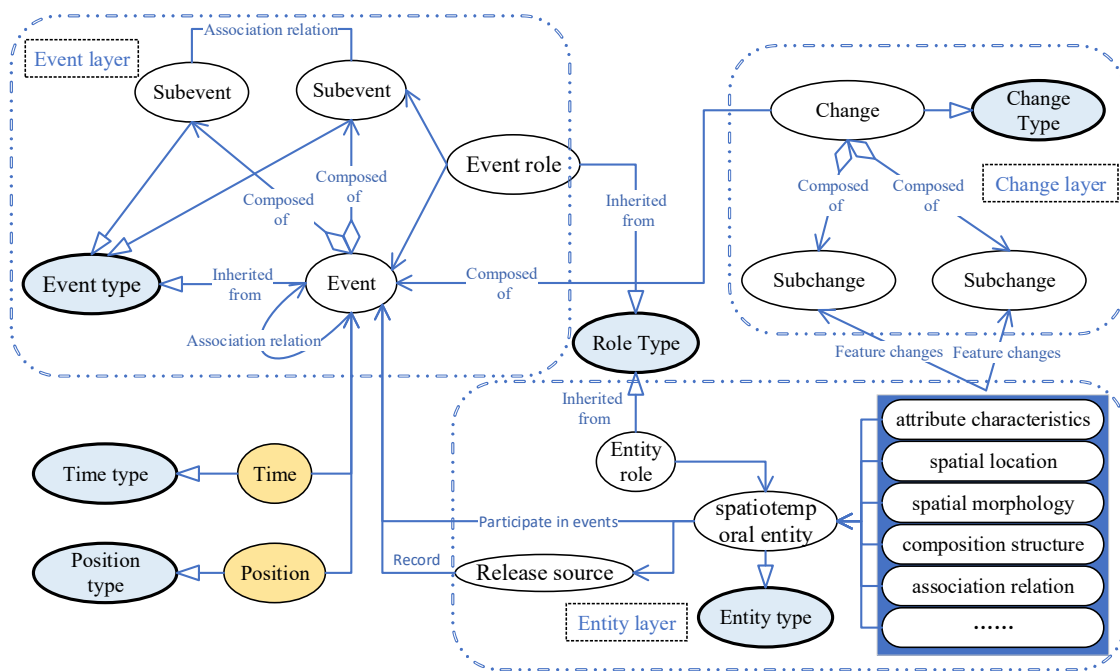 Association relation
Event layer
Subevent
Subevent
Event role
Composed
of
Composed
of
Inherited
from
Event type
Inherited
from
Event
Composed
of
Association relation
Change
Change
Type
Composed
of
Composed
of
Change layer
Subchange
Subchange
Feature changes
Feature changes
Role Type
Inherited
from
Entity
role
Time type
Time
Position
type
Position
Participate in events
Record
Release source
spatiotemp
oral entity
Entity layer
Entity type
attribute characteristics
spatial location
spatial morphology
composition structure
association relation
......